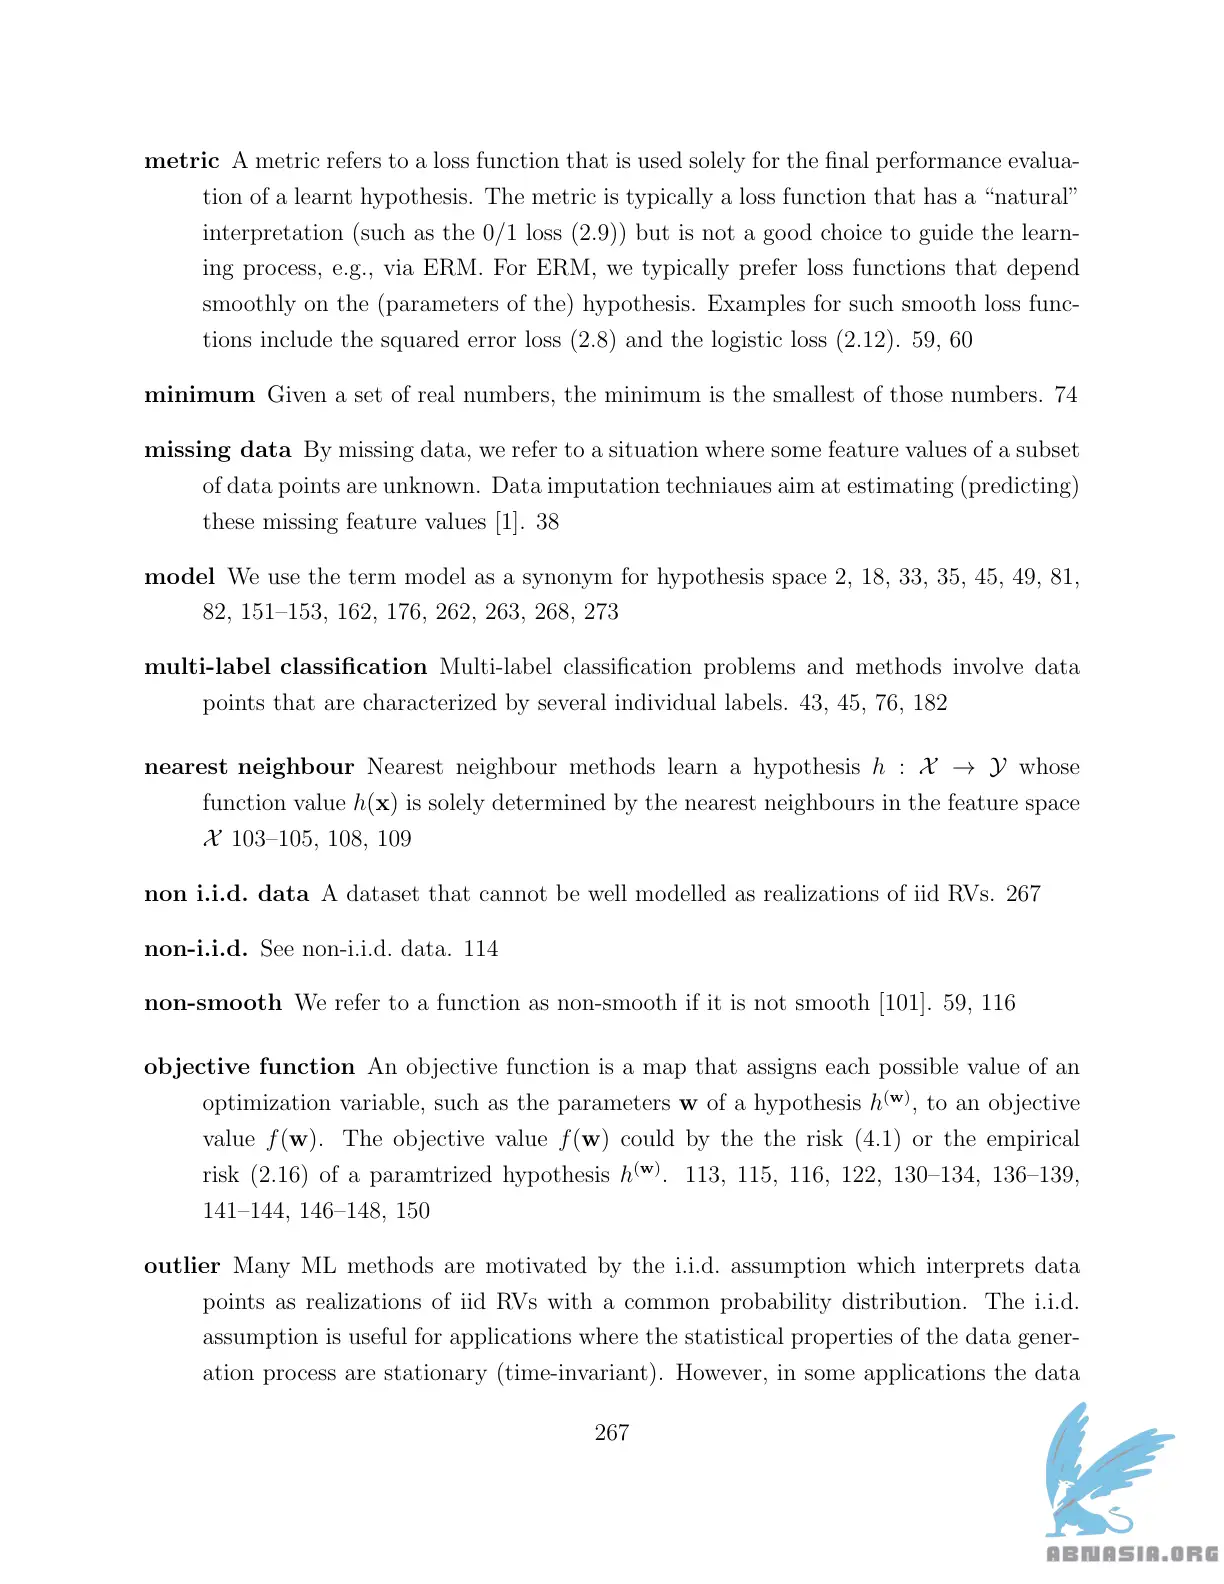 metric A metric refers to a loss function that is used solely for the final performance evalua-
tion of a learnt hypothesis. The metric is typically a loss function that has a “natural”
interpretation (such as the 0/1 loss (2.9)) but is not a good choice to guide the learn-
ing process, e.g., via ERM. For ERM, we typically prefer loss functions that depend
smoothly on the (parameters of the) hypothesis. Examples for such smooth loss func-
tions include the squared error loss (2.8) and the logistic loss (2.12). 59, 60
minimum Given a set of real numbers, the minimum is the smallest of those numbers. 74
missing data By missing data, we refer to a situation where some feature values of a subset
of data points are unknown. Data imputation techniaues aim at estimating (predicting)
these missing feature values [1]. 38
model We use the term model as a synonym for hypothesis space 2, 18, 33, 35, 45, 49, 81,
82, 151–153, 162, 176, 262, 263, 268, 273
multi-label classification Multi-label classification problems and methods involve data
points that are characterized by several individual labels. 43, 45, 76, 182
nearest neighbour Nearest neighbour methods learn a hypothesis h : 𝒳 → 𝒴 whose
function value h(x) is solely determined by the nearest neighbours in the feature space
𝒳 103–105, 108, 109
non i.i.d. data A dataset that cannot be well modelled as realizations of iid RVs. 267
non-i.i.d. See non-i.i.d. data. 114
non-smooth We refer to a function as non-smooth if it is not smooth [101]. 59, 116
objective function An objective function is a map that assigns each possible value of an
optimization variable, such as the parameters w of a hypothesis h⁽ʷ⁾, to an objective
value f(w). The objective value f(w) could by the the risk (4.1) or the empirical
risk (2.16) of a paramtrized hypothesis h⁽ʷ⁾. 113, 115, 116, 122, 130–134, 136–139,
141–144, 146–148, 150
outlier Many ML methods are motivated by the i.i.d. assumption which interprets data
points as realizations of iid RVs with a common probability distribution. The i.i.d.
assumption is useful for applications where the statistical properties of the data gener-
ation process are stationary (time-invariant). However, in some applications the data
267
ABNASIA.ORG